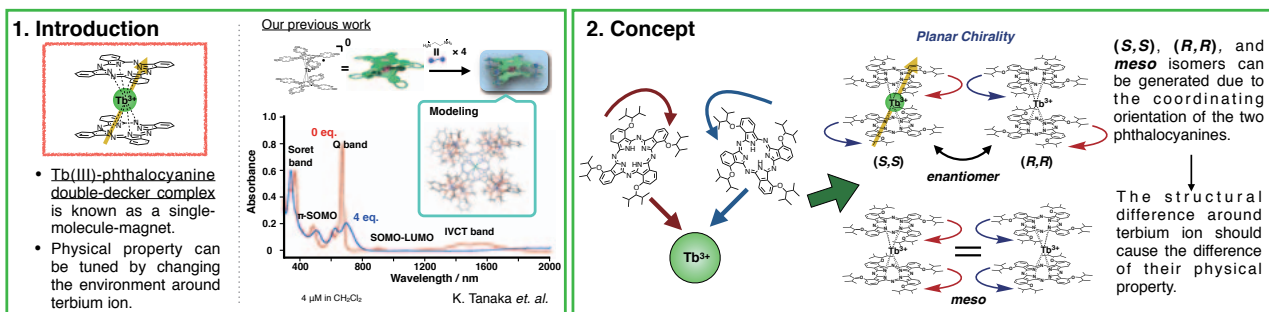 1. Introduction
Tb³⁺
• Tb(III)-phthalocyanine
double-decker complex
is known as a single-
molecule-magnet.
• Physical property can
be tuned by changing
the environment around
terbium ion.
Our previous work
0
=
× 4
Modeling
0 eq.
Q band
Soret
band
π-SOMO
4 eq.
SOMO-LUMO
IVCT band
Absorbance
1.0
0.8
0.6
0.4
0.2
0
400
800
1200
1600
2000
Wavelength / nm
4 μM in CH₂Cl₂
K. Tanaka et. al.
2. Concept
Tb³⁺
Planar Chirality
Tb³⁺
Tb³⁺
(S,S)
(R,R)
enantiomer
Tb³⁺
Tb³⁺
meso
(S,S), (R,R), and
meso isomers can
be generated due to
the coordinating
orientation of the two
phthalocyanines.
The structural
difference around
terbium ion should
cause the difference
of their physical
property.